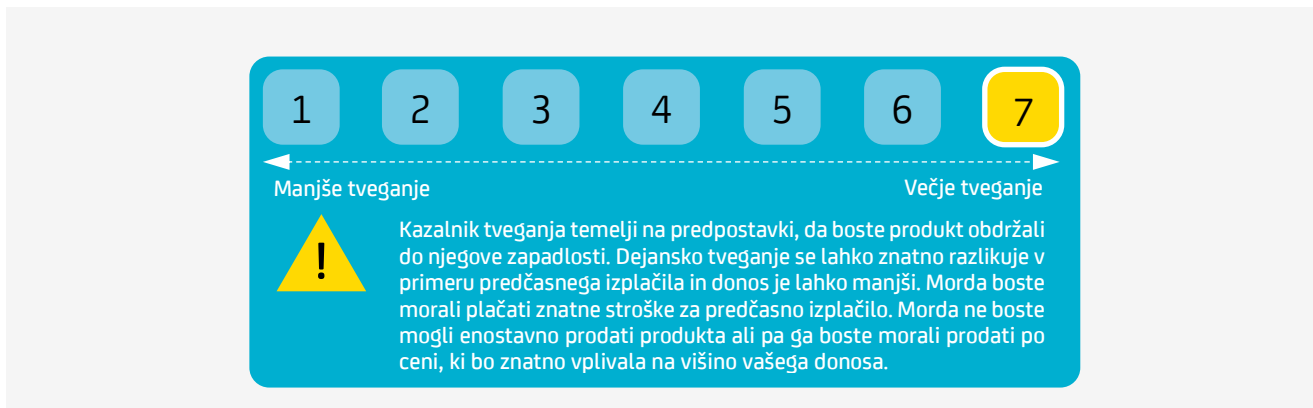 1 2 3 4 5 6 7
Manjše tveganje Večje tveganje
!
Kazalnik tveganja temelji na predpostavki, da boste produkt obdržali
do njegove zapadlosti. Dejansko tveganje se lahko znatno razlikuje v
primeru predčasnega izplačila in donos je lahko manjši. Morda boste
morali plačati znatne stroške za predčasno izplačilo. Morda ne boste
mogli enostavno prodati produkta ali pa ga boste morali prodati po
ceni, ki bo znatno vplivala na višino vašega donosa.